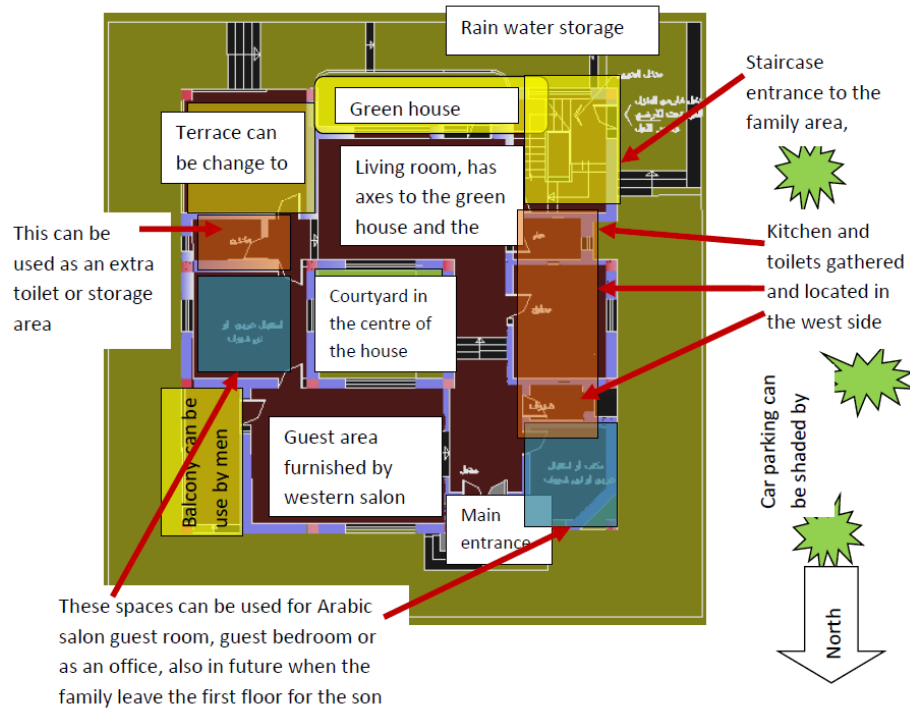 Rain water storage
Staircase
entrance to the
family area,
Green house
Terrace can
be change to
Living room, has
axes to the green
house and the
This can be
used as an extra
toilet or storage
area
Kitchen and
toilets gathered
and located in
the west side
Courtyard in
the centre of
the house
Balcony can be
use by men
Guest area
furnished by
western salon
Car parking can
be shaded by
Main
entrance
These spaces can be used for Arabic
salon guest room, guest bedroom or
as an office, also in future when the
family leave the first floor for the son
North